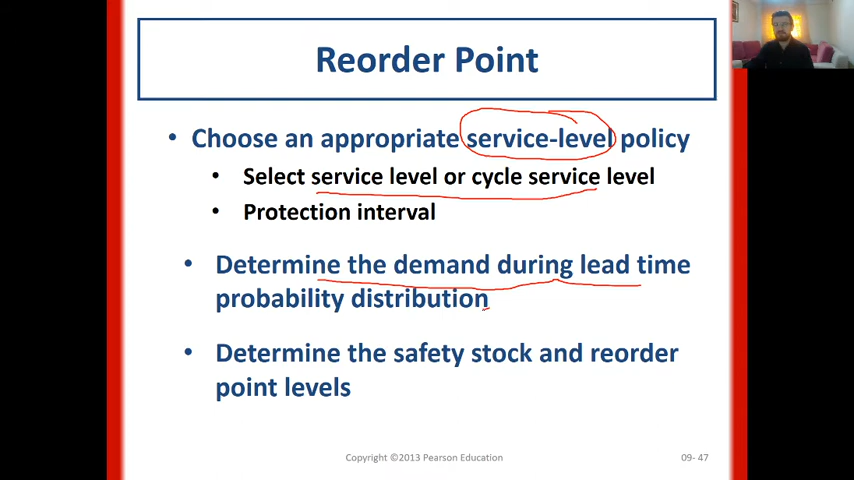 Reorder Point
• Choose an appropriate service-level policy
• Select service level or cycle service level
• Protection interval
• Determine the demand during lead time
probability distribution
• Determine the safety stock and reorder
point levels
Copyright ©2013 Pearson Education
09- 47